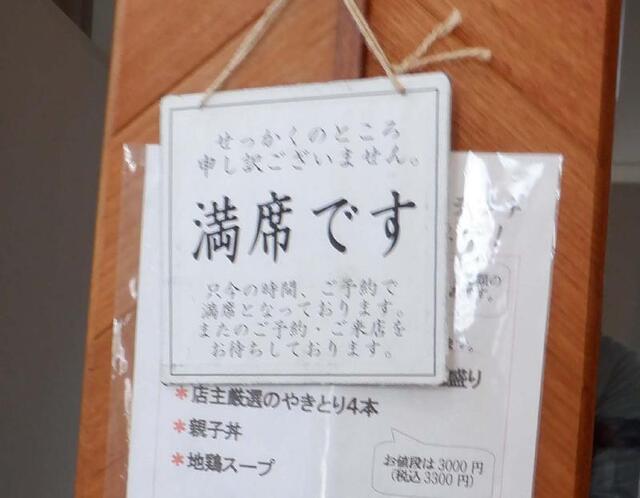 せっかくのところ
申し訳ございません。
満席です
只今の時間、ご予約で
満席となっております。
またのご予約・ご来店を
お待ちしております。
盛り
*店主厳選のやきとり4本
*親子丼
*地鶏スープ
お値段は3000円
(税込3300円)